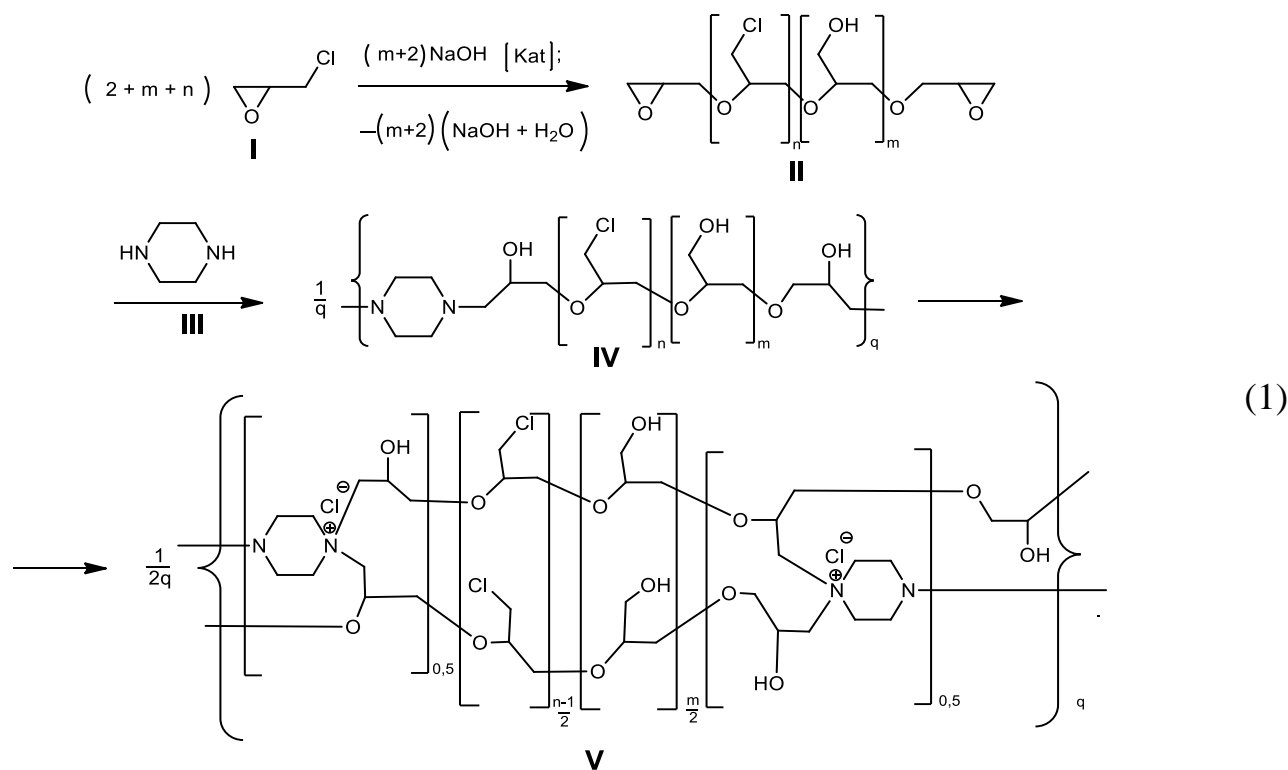 Cl
(m+2)NaOH [Kat];
( 2 + m + n )
O
–(m+2)(NaOH + H₂O)
I
Cl
OH
O
O
O
O
O
n
m
II
HN
NH
III
1/q
N
N
OH
O
Cl
n
O
OH
m
O
OH
q
IV
(1)
1/2q
N
N
⊕
Cl
⊖
OH
O
0,5
O
Cl
O
Cl
n-1/2
O
OH
O
OH
m/2
O
O
HO
Cl
⊖
⊕
N
N
0,5
O
OH
q
V